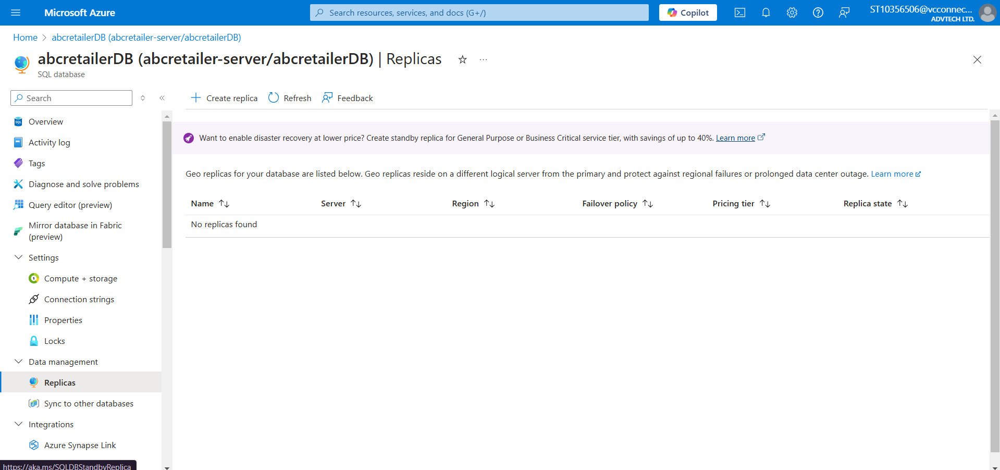 Microsoft Azure
Search resources, services, and docs (G+/)
Copilot
ST10356506@vcconnec...
ADVTECH LTD.
Home > abcretailerDB (abcretailer-server/abcretailerDB)
abcretailerDB (abcretailer-server/abcretailerDB) | Replicas
SQL database
Search
Create replica
Refresh
Feedback
Overview
Activity log
Tags
Diagnose and solve problems
Query editor (preview)
Mirror database in Fabric
(preview)
Settings
Compute + storage
Connection strings
Properties
Locks
Data management
Replicas
Sync to other databases
Integrations
Azure Synapse Link
https://aka.ms/SQLDBStandbyReplica
Want to enable disaster recovery at lower price? Create standby replica for General Purpose or Business Critical service tier, with savings of up to 40%. Learn more
Geo replicas for your database are listed below. Geo replicas reside on a different logical server from the primary and protect against regional failures or prolonged data center outage. Learn more
Name Server Region Failover policy Pricing tier Replica state
No replicas found